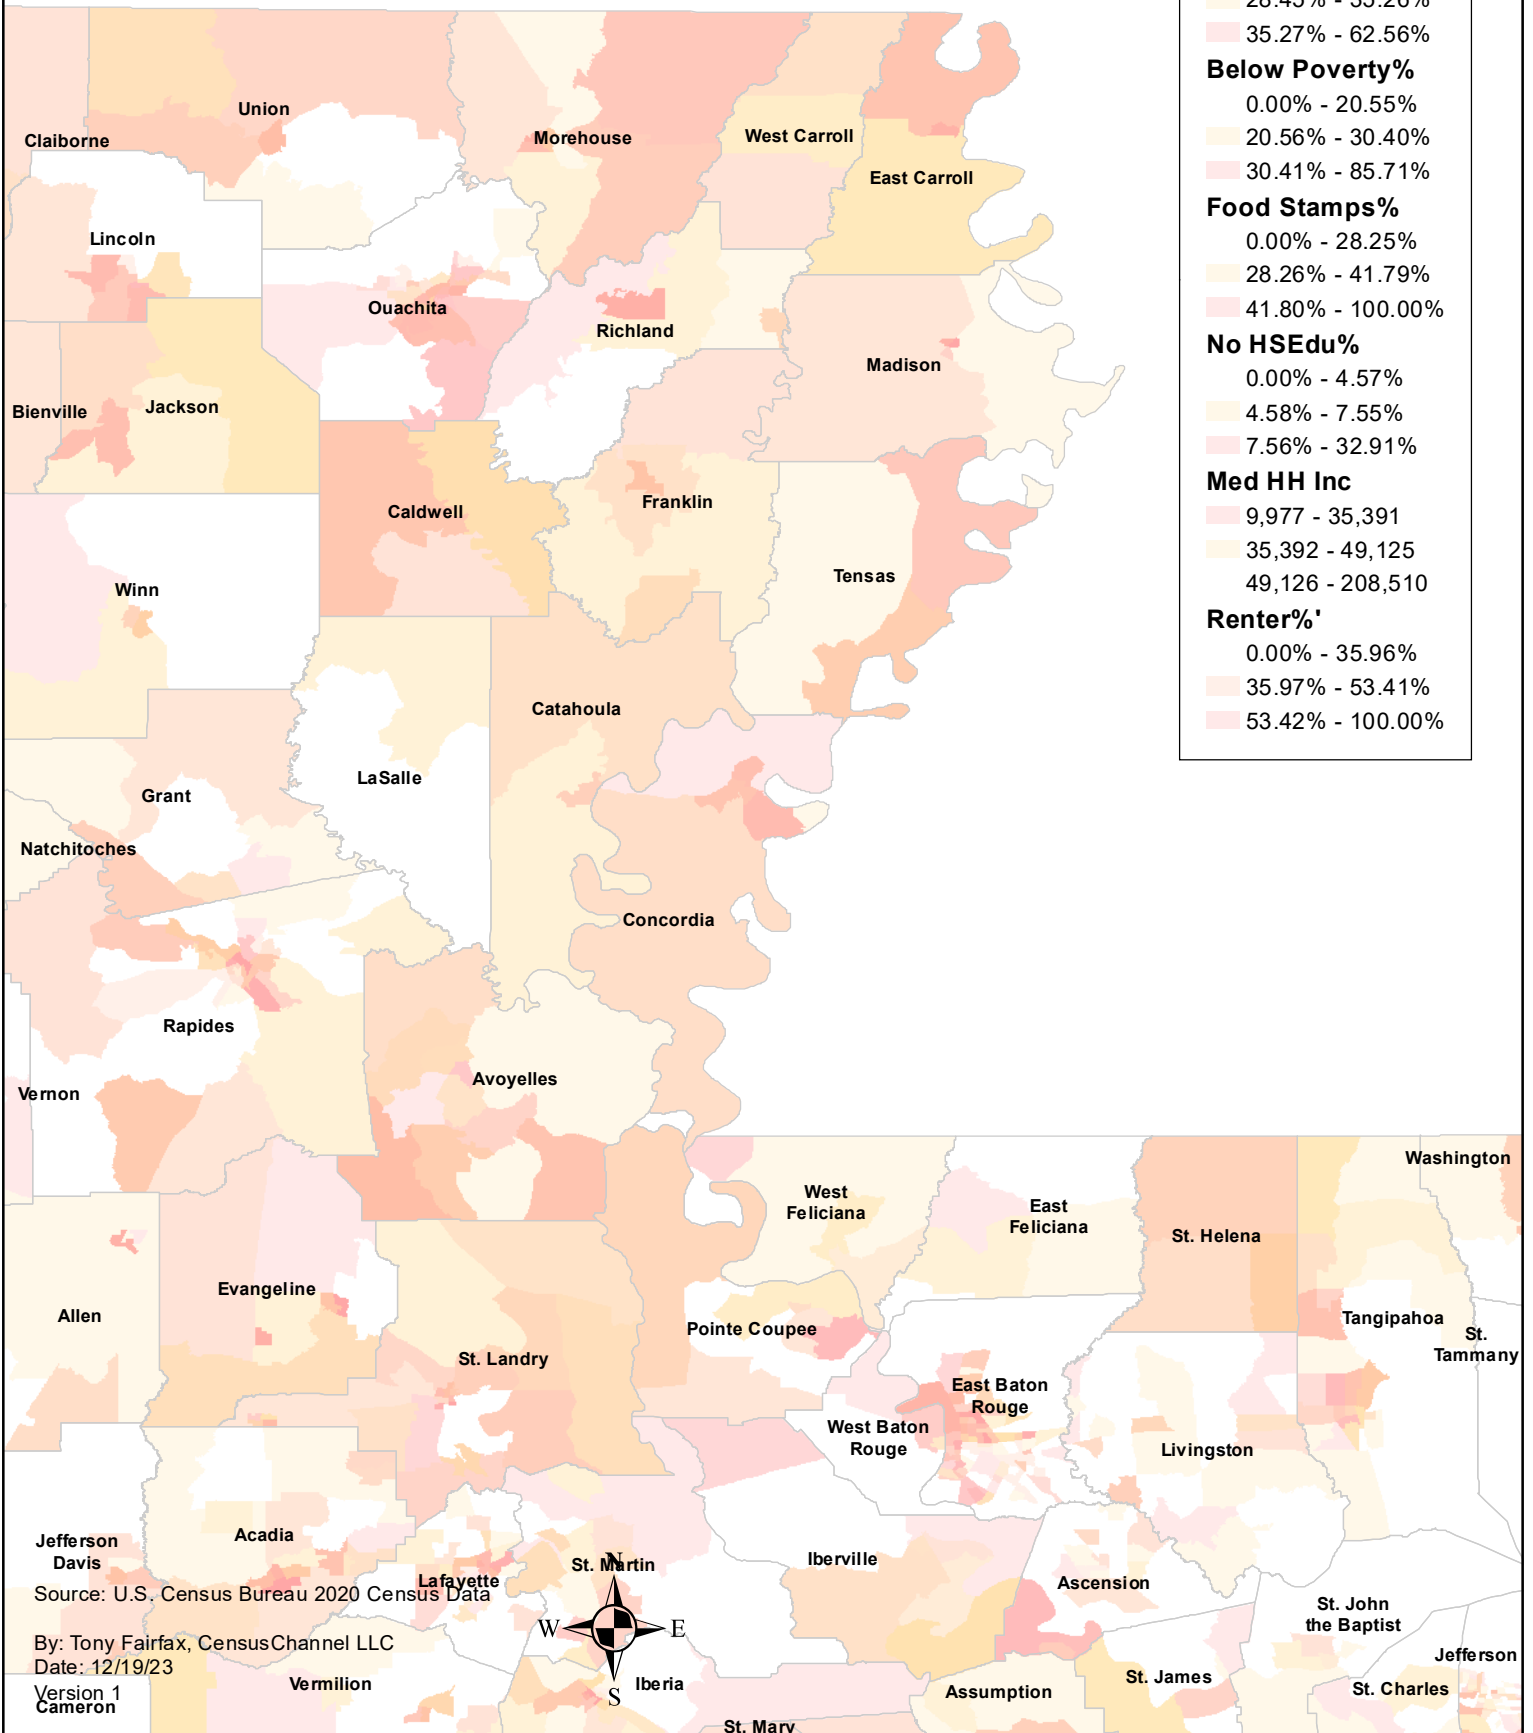 28.45% - 35.26%
35.27% - 62.56%
Below Poverty%
0.00% - 20.55%
20.56% - 30.40%
30.41% - 85.71%
Food Stamps%
0.00% - 28.25%
28.26% - 41.79%
41.80% - 100.00%
No HSEdu%
0.00% - 4.57%
4.58% - 7.55%
7.56% - 32.91%
Med HH Inc
9,977 - 35,391
35,392 - 49,125
49,126 - 208,510
Renter%'
0.00% - 35.96%
35.97% - 53.41%
53.42% - 100.00%
Union
Claiborne
Morehouse
West Carroll
East Carroll
Lincoln
Ouachita
Richland
Madison
Bienville
Jackson
Caldwell
Franklin
Tensas
Winn
Catahoula
LaSalle
Grant
Natchitoches
Concordia
Rapides
Vernon
Avoyelles
Washington
West
Feliciana
East
Feliciana
St. Helena
Evangeline
Allen
Pointe Coupee
Tangipahoa
St.
Tammany
St. Landry
East Baton
Rouge
West Baton
Rouge
Livingston
Jefferson
Davis
Acadia
Lafayette
St. Martin
Iberville
Ascension
St. John
the Baptist
Source: U.S. Census Bureau 2020 Census Data
N
W
E
S
By: Tony Fairfax, CensusChannel LLC
Date: 12/19/23
Version 1
Cameron
Vermilion
Iberia
Assumption
St. James
Jefferson
St. Charles
St. Mary